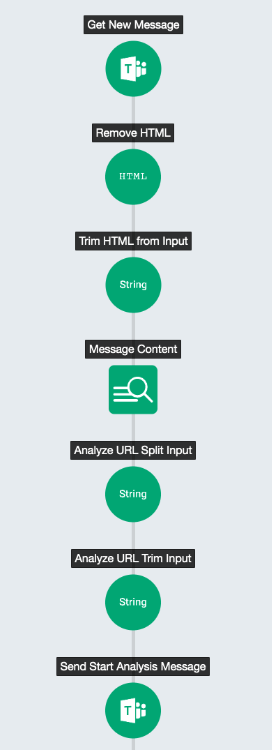 Get New Message
T
Remove HTML
HTML
Trim HTML from Input
String
Message Content
Analyze URL Split Input
String
Analyze URL Trim Input
String
Send Start Analysis Message
T